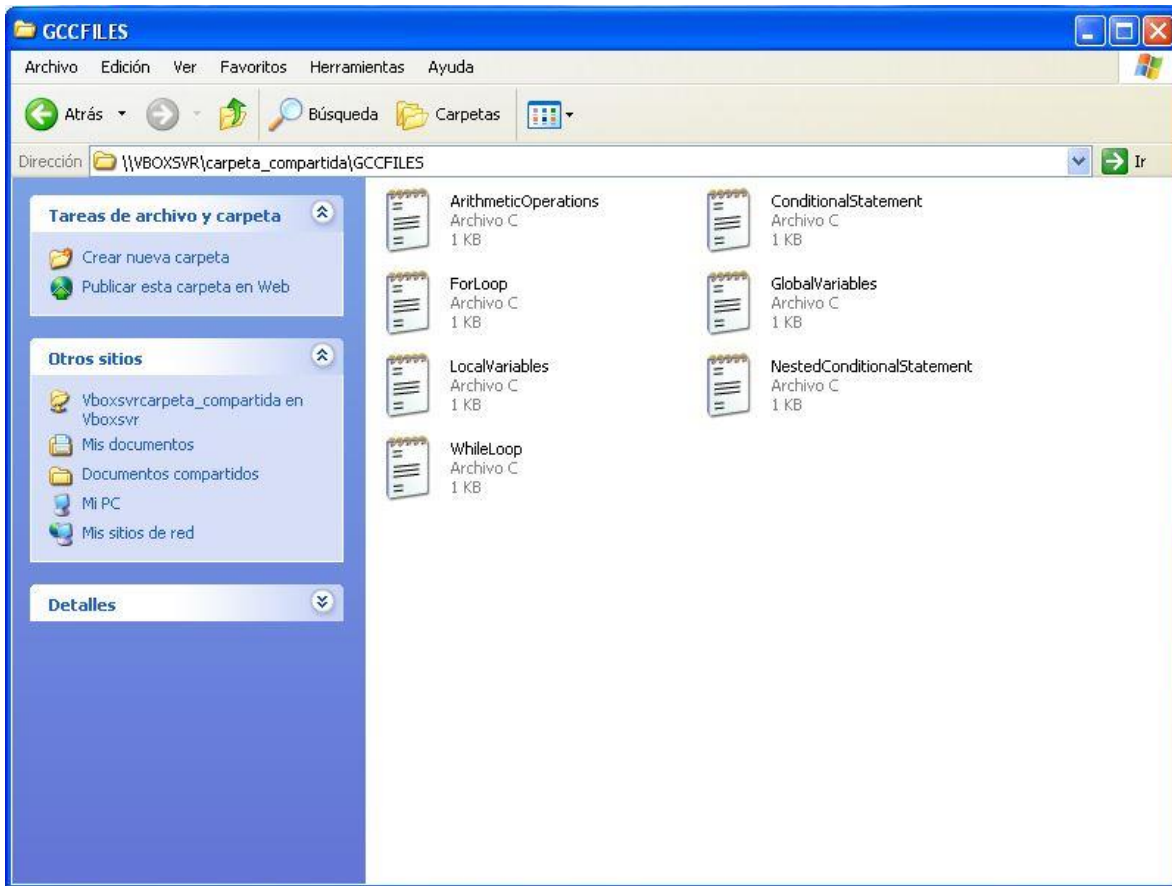 GCCFILES
Archivo Edición Ver Favoritos Herramientas Ayuda
Atrás Búsqueda Carpetas
Dirección \\VBOXSVR\carpeta_compartida\GCCFILES Ir
Tareas de archivo y carpeta
Crear nueva carpeta
Publicar esta carpeta en Web
Otros sitios
Vboxsvrcarpeta_compartida en
Vboxsvr
Mis documentos
Documentos compartidos
Mi PC
Mis sitios de red
Detalles
ArithmeticOperations
Archivo C
1 KB
ConditionalStatement
Archivo C
1 KB
ForLoop
Archivo C
1 KB
GlobalVariables
Archivo C
1 KB
LocalVariables
Archivo C
1 KB
NestedConditionalStatement
Archivo C
1 KB
WhileLoop
Archivo C
1 KB